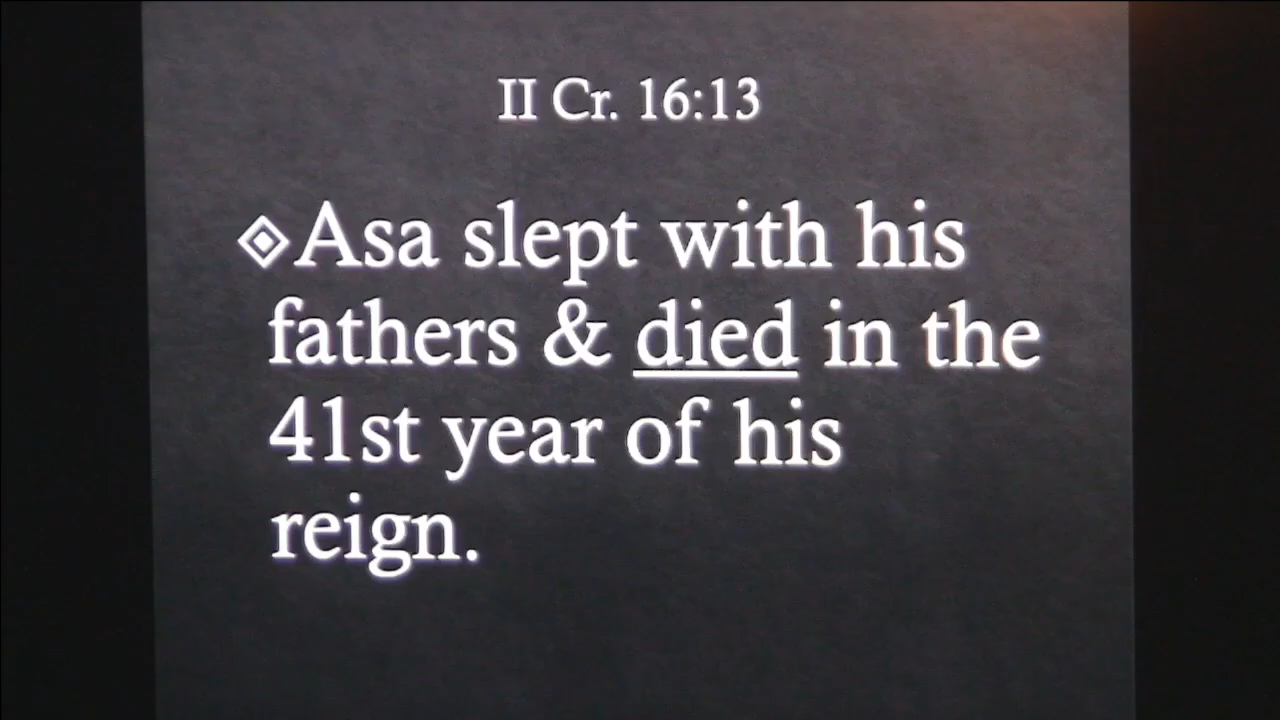 II Cr. 16:13
Asa slept with his
fathers & died in the
41st year of his
reign.